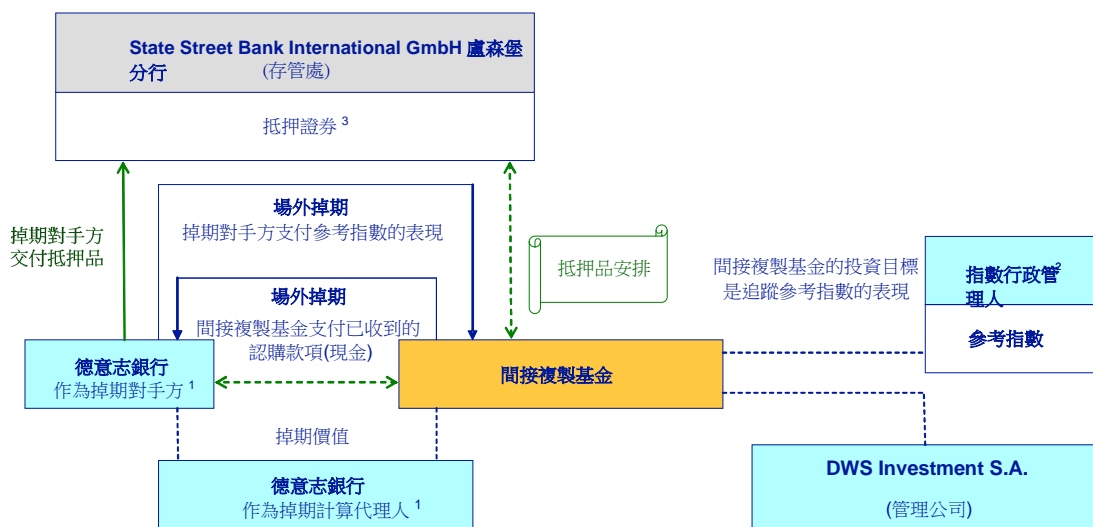 State Street Bank International GmbH 盧森堡
分行 (存管處)
抵押證券 3
場外掉期
掉期對手方支付參考指數的表現
掉期對手方
交付抵押品
抵押品安排
間接複製基金的投資目標
是追蹤參考指數的表現
指數行政管2
理人
參考指數
場外掉期
間接複製基金支付已收到的
認購款項(現金)
德意志銀行
作為掉期對手方 1
間接複製基金
掉期價值
德意志銀行
作為掉期計算代理人 1
DWS Investment S.A.
(管理公司)